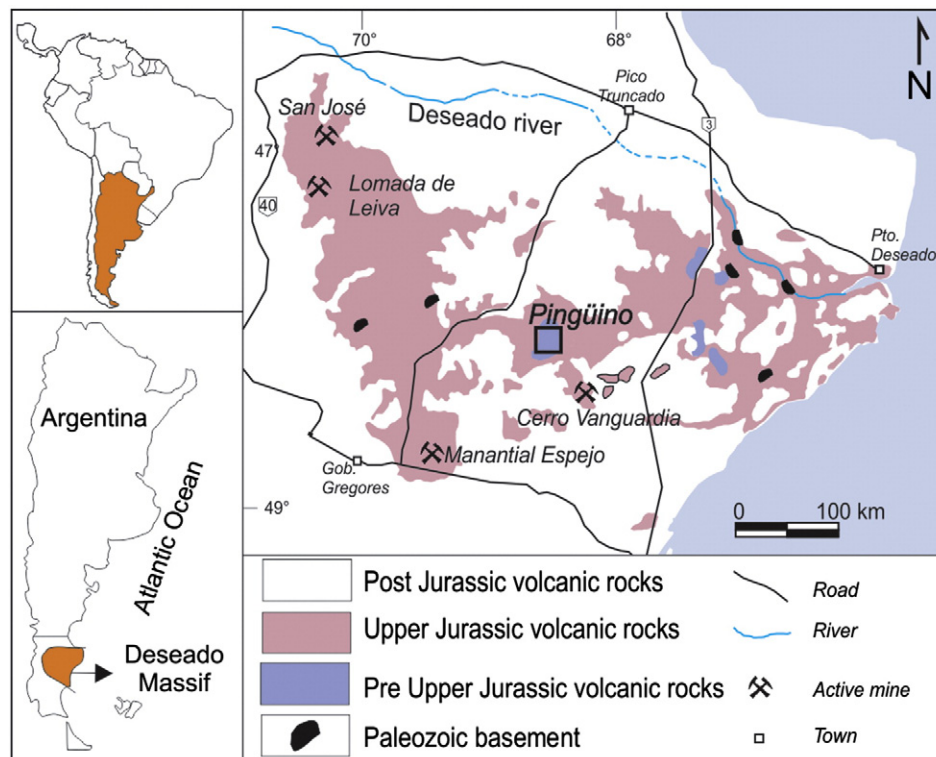 70°
68°
Pico
Truncado
N
San José
Deseado river
3
47°
Lomada de
Leiva
40
Pto.
Deseado
Pingüino
Cerro Vanguardia
Manantial Espejo
Gob.
Gregores
49°
0 100 km
Argentina
Atlantic Ocean
Deseado
Massif
Post Jurassic volcanic rocks
Upper Jurassic volcanic rocks
Pre Upper Jurassic volcanic rocks
Paleozoic basement
Road
River
Active mine
Town